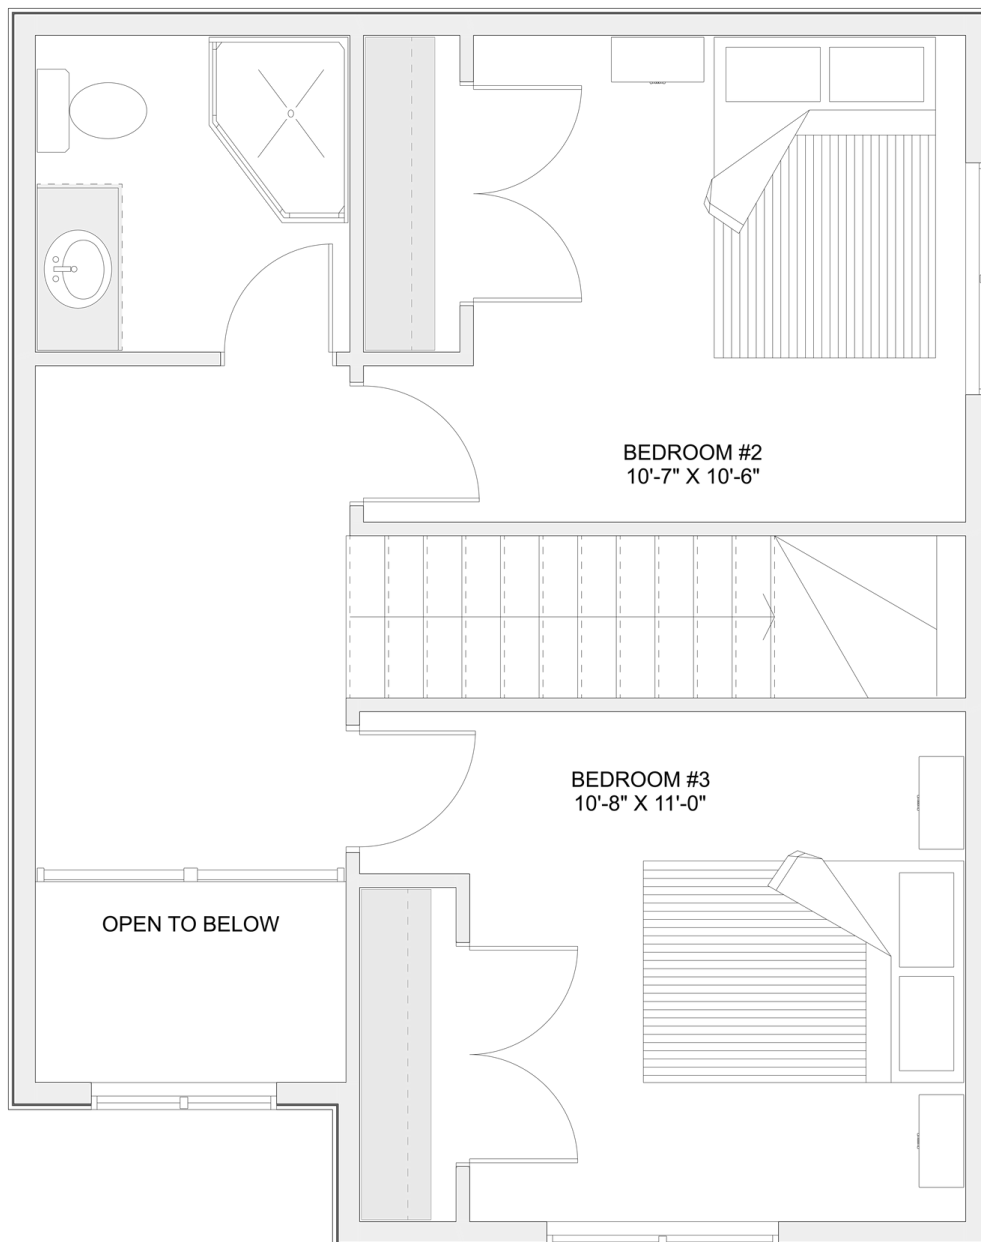 BEDROOM #2
10'-7" X 10'-6"
BEDROOM #3
10'-8" X 11'-0"
OPEN TO BELOW